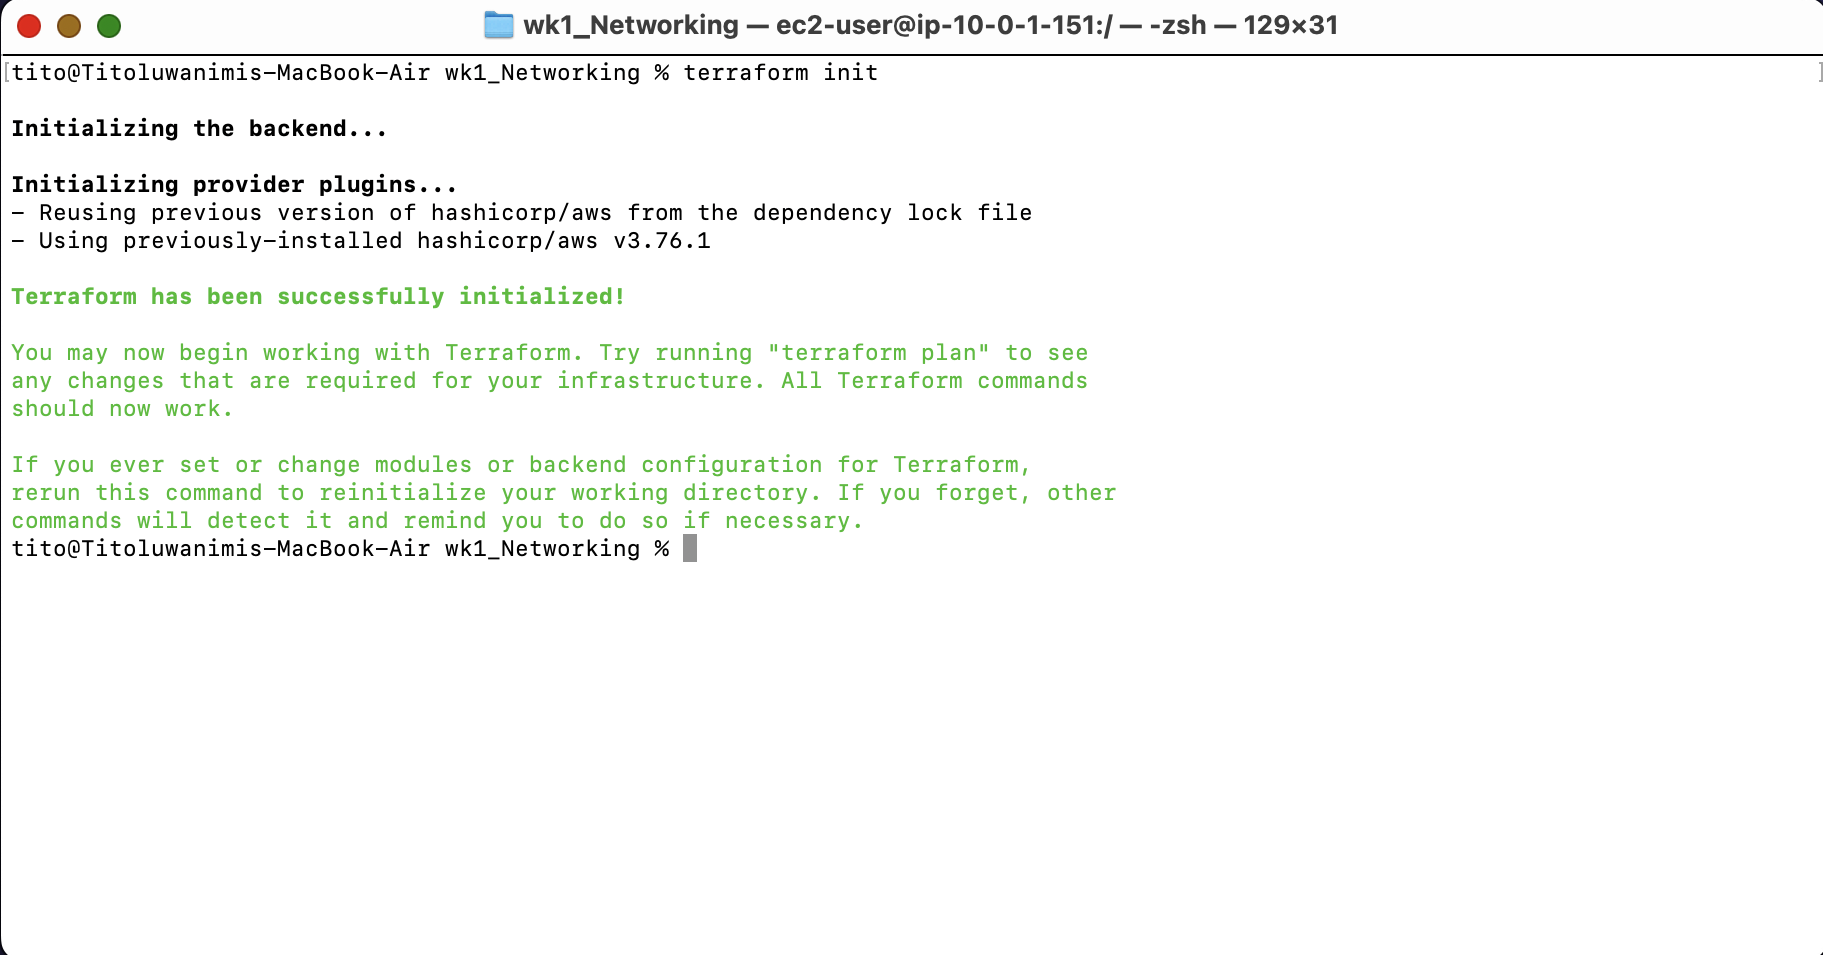 wk1_Networking — ec2-user@ip-10-0-1-151:/ — -zsh — 129×31
[tito@Titoluwanimis-MacBook-Air wk1_Networking % terraform init ]
Initializing the backend...
Initializing provider plugins...
- Reusing previous version of hashicorp/aws from the dependency lock file
- Using previously-installed hashicorp/aws v3.76.1
Terraform has been successfully initialized!
You may now begin working with Terraform. Try running "terraform plan" to see
any changes that are required for your infrastructure. All Terraform commands
should now work.
If you ever set or change modules or backend configuration for Terraform,
rerun this command to reinitialize your working directory. If you forget, other
commands will detect it and remind you to do so if necessary.
tito@Titoluwanimis-MacBook-Air wk1_Networking %